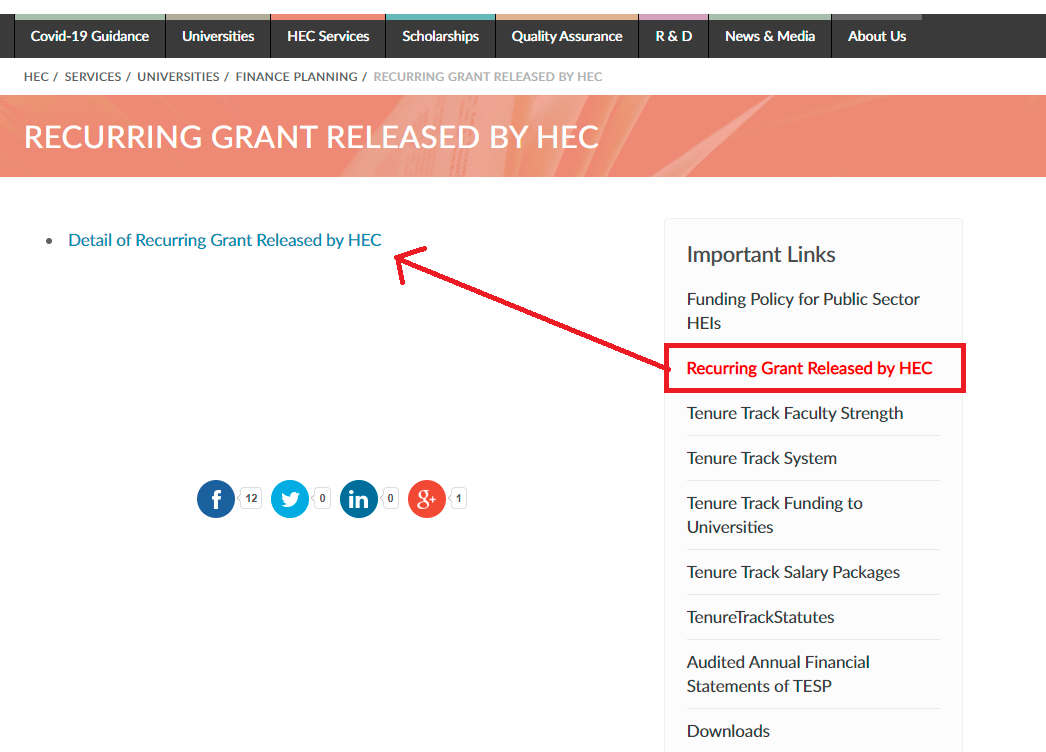 Covid-19 Guidance Universities HEC Services Scholarships Quality Assurance R & D News & Media About Us
HEC / SERVICES / UNIVERSITIES / FINANCE PLANNING / RECURRING GRANT RELEASED BY HEC
RECURRING GRANT RELEASED BY HEC
Detail of Recurring Grant Released by HEC
f 12 0 in 0 g+ 1
Important Links
Funding Policy for Public Sector
HEIs
Recurring Grant Released by HEC
Tenure Track Faculty Strength
Tenure Track System
Tenure Track Funding to
Universities
Tenure Track Salary Packages
TenureTrackStatutes
Audited Annual Financial
Statements of TESP
Downloads